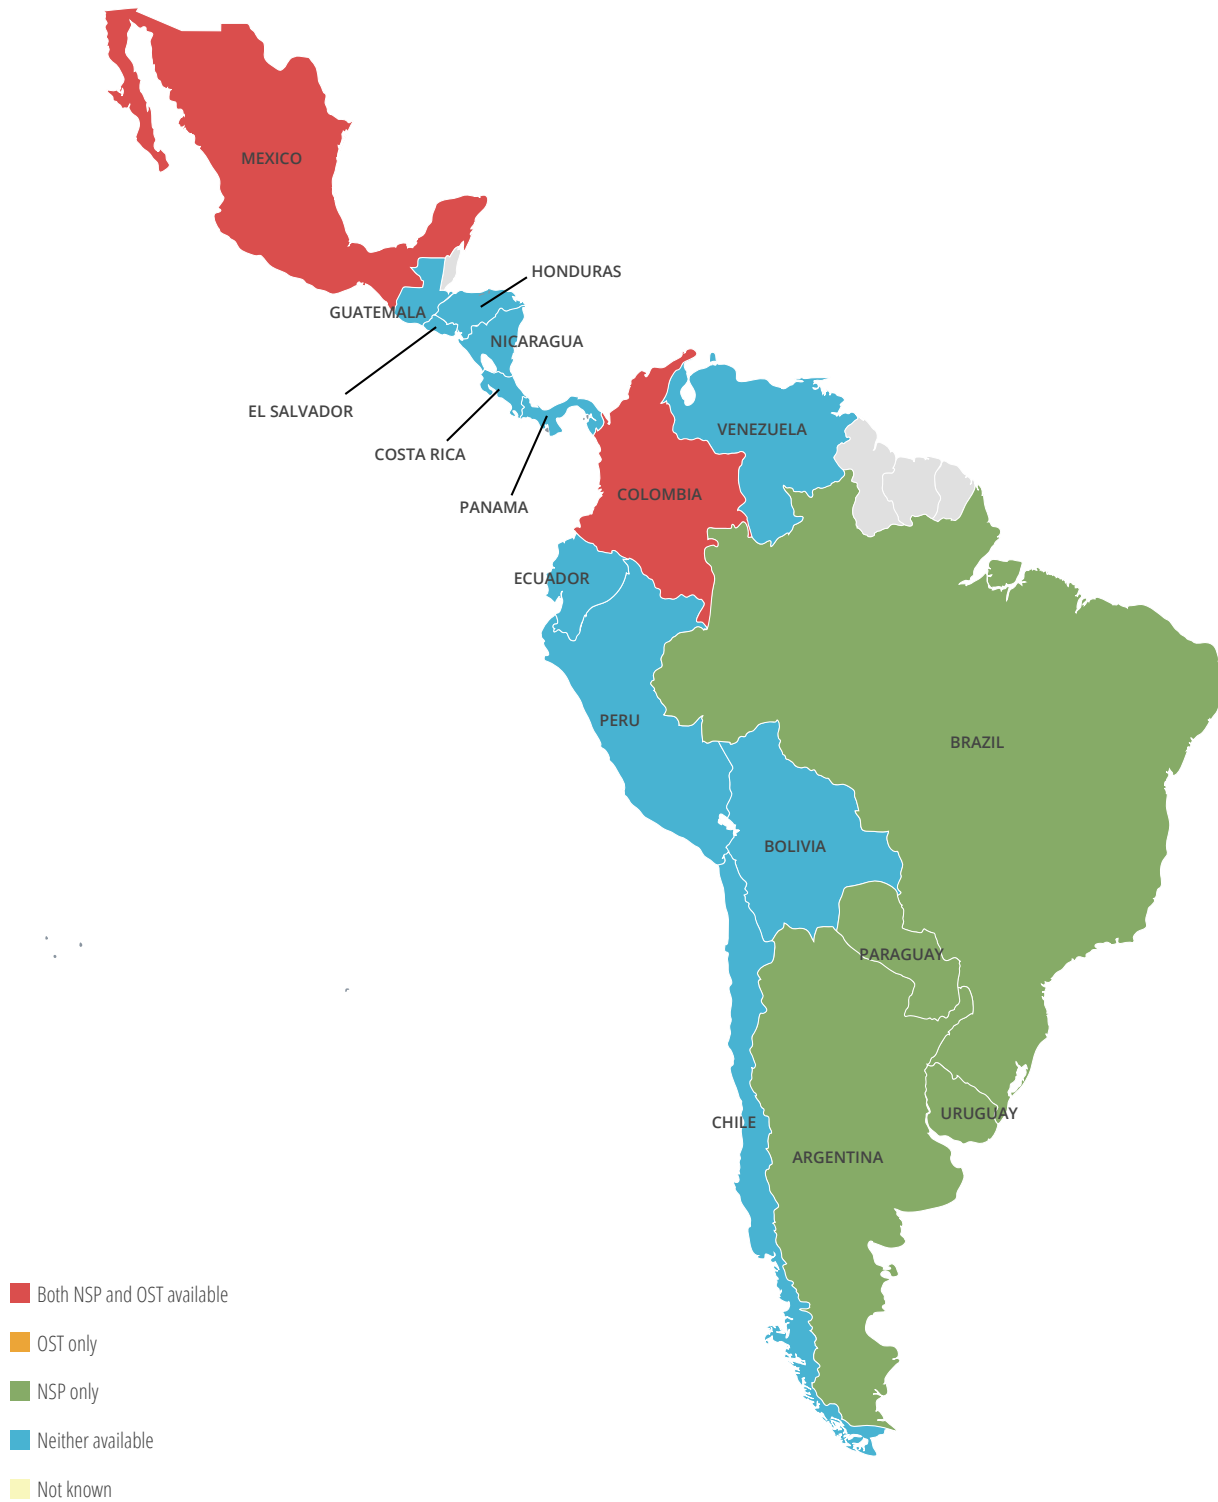 MEXICO
HONDURAS
GUATEMALA
NICARAGUA
EL SALVADOR
VENEZUELA
COSTA RICA
COLOMBIA
PANAMA
ECUADOR
PERU
BRAZIL
BOLIVIA
PARAGUAY
URUGUAY
CHILE
ARGENTINA
Both NSP and OST available
OST only
NSP only
Neither available
Not known